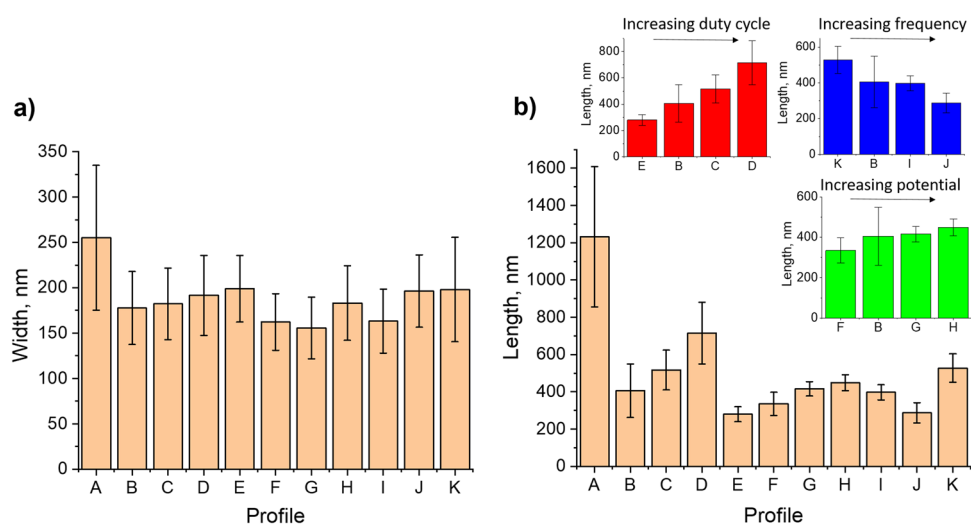 a)
350
300
250
200
150
100
50
0
Width, nm
A B C D E F G H I J K
Profile
b)
1600
1400
1200
1000
800
600
400
200
0
Length, nm
A B C D E F G H I J K
Profile
Increasing duty cycle
800
600
400
200
0
Length, nm
E B C D
Increasing frequency
600
400
200
0
Length, nm
K B I J
Increasing potential
600
400
200
0
Length, nm
F B G H